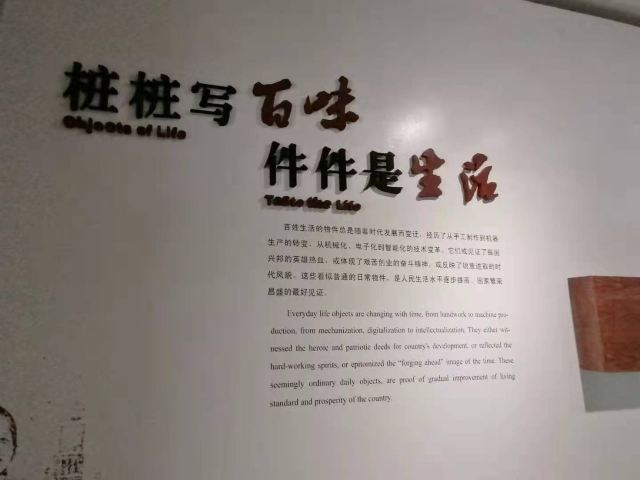 桩桩写百味
Objects of Life
件件是生活
Taste the Life
百姓生活的物件总是随着时代发展而变迁，经历了从手工制作到机器
生产的转变，从机械化、电子化到智能化的技术变革。它们或见证了报国
兴邦的英雄热血，或体现了艰苦创业的奋斗精神，或反映了锐意进取的时
代风貌，这些看似普通的日常物件，是人民生活水平逐步提高、国家繁荣
昌盛的最好见证。
Everyday life objects are changing with time, from handwork to machine pro-
duction, from mechanization, digitalization to intellectualization. They either wit-
nessed the heroic and patriotic deeds for country's development, or reflected the
hard-working spirits, or epitomized the "forging ahead" image of the time. These
seemingly ordinary daily objects, are proof of gradual improvement of living
standard and prosperity of the country.